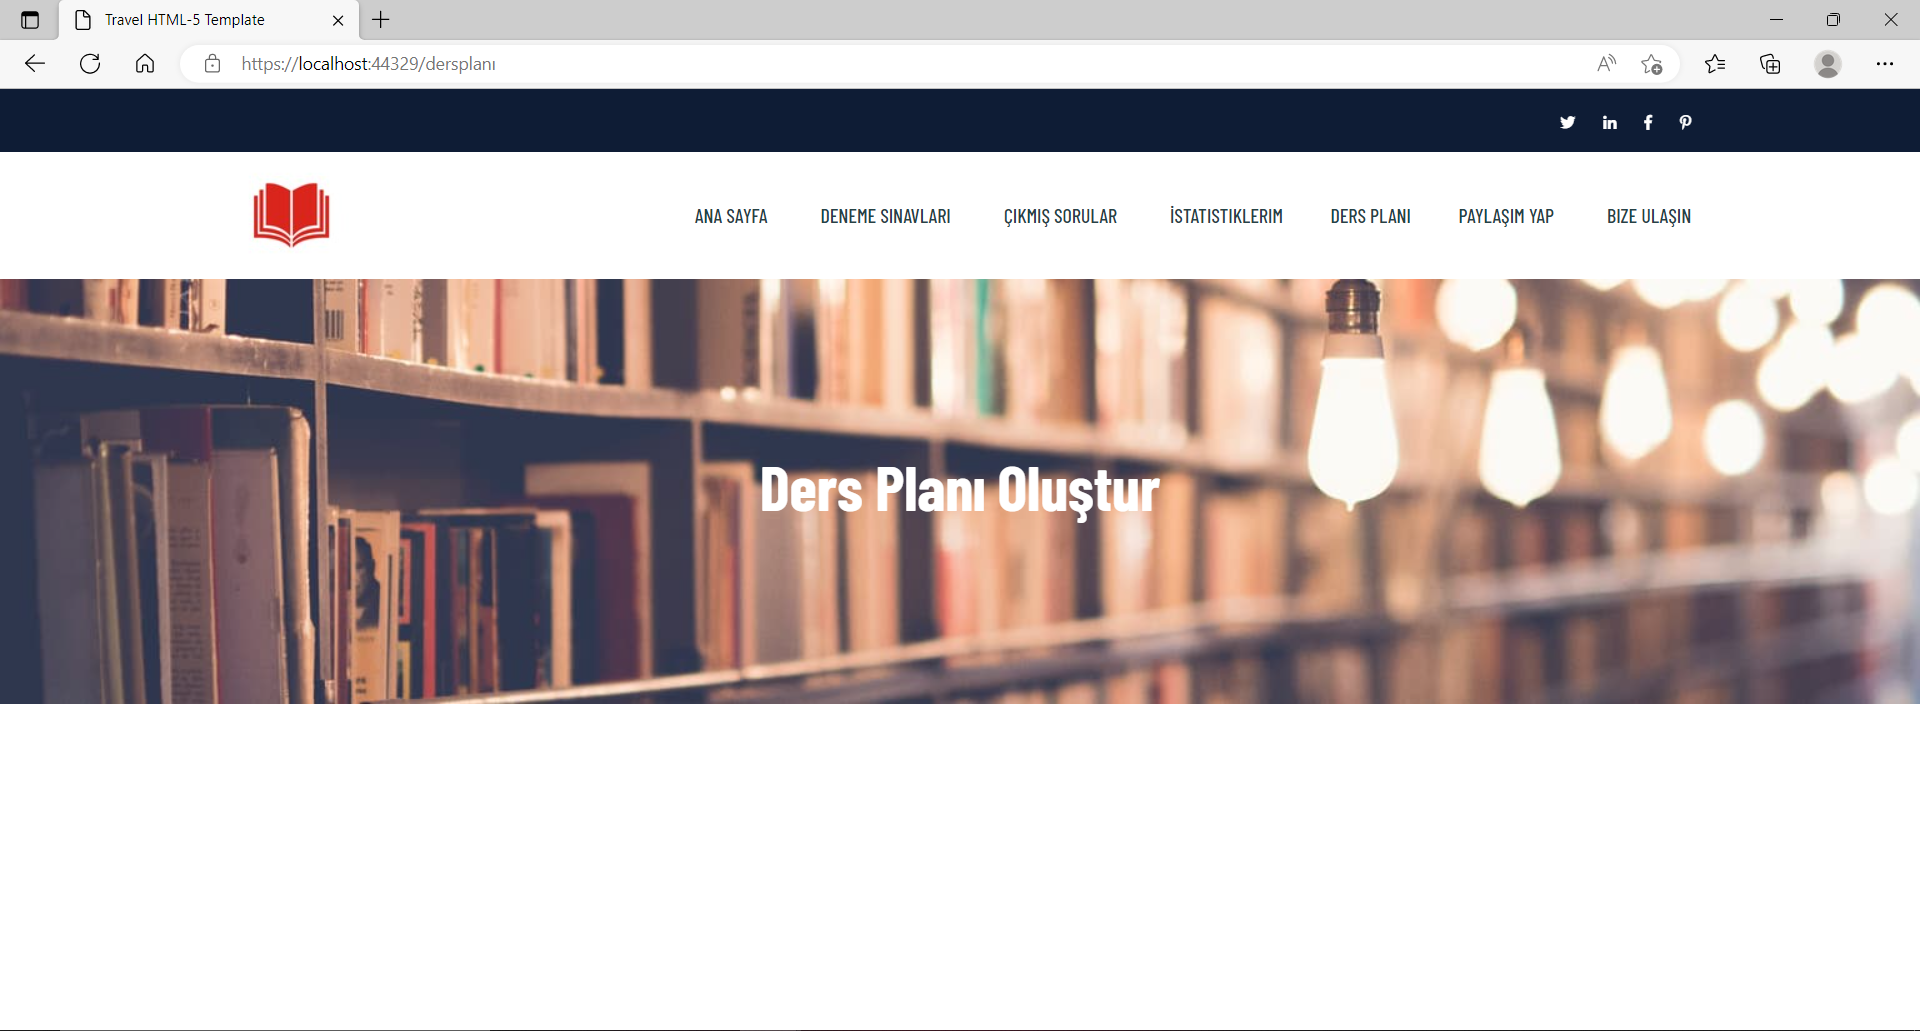 Travel HTML-5 Template
https://localhost:44329/dersplanı
ANA SAYFA DENEME SINAVLARI ÇIKMIŞ SORULAR İSTATISTIKLERIM DERS PLANI PAYLAŞIM YAP BIZE ULAŞIN
Ders Planı Oluştur